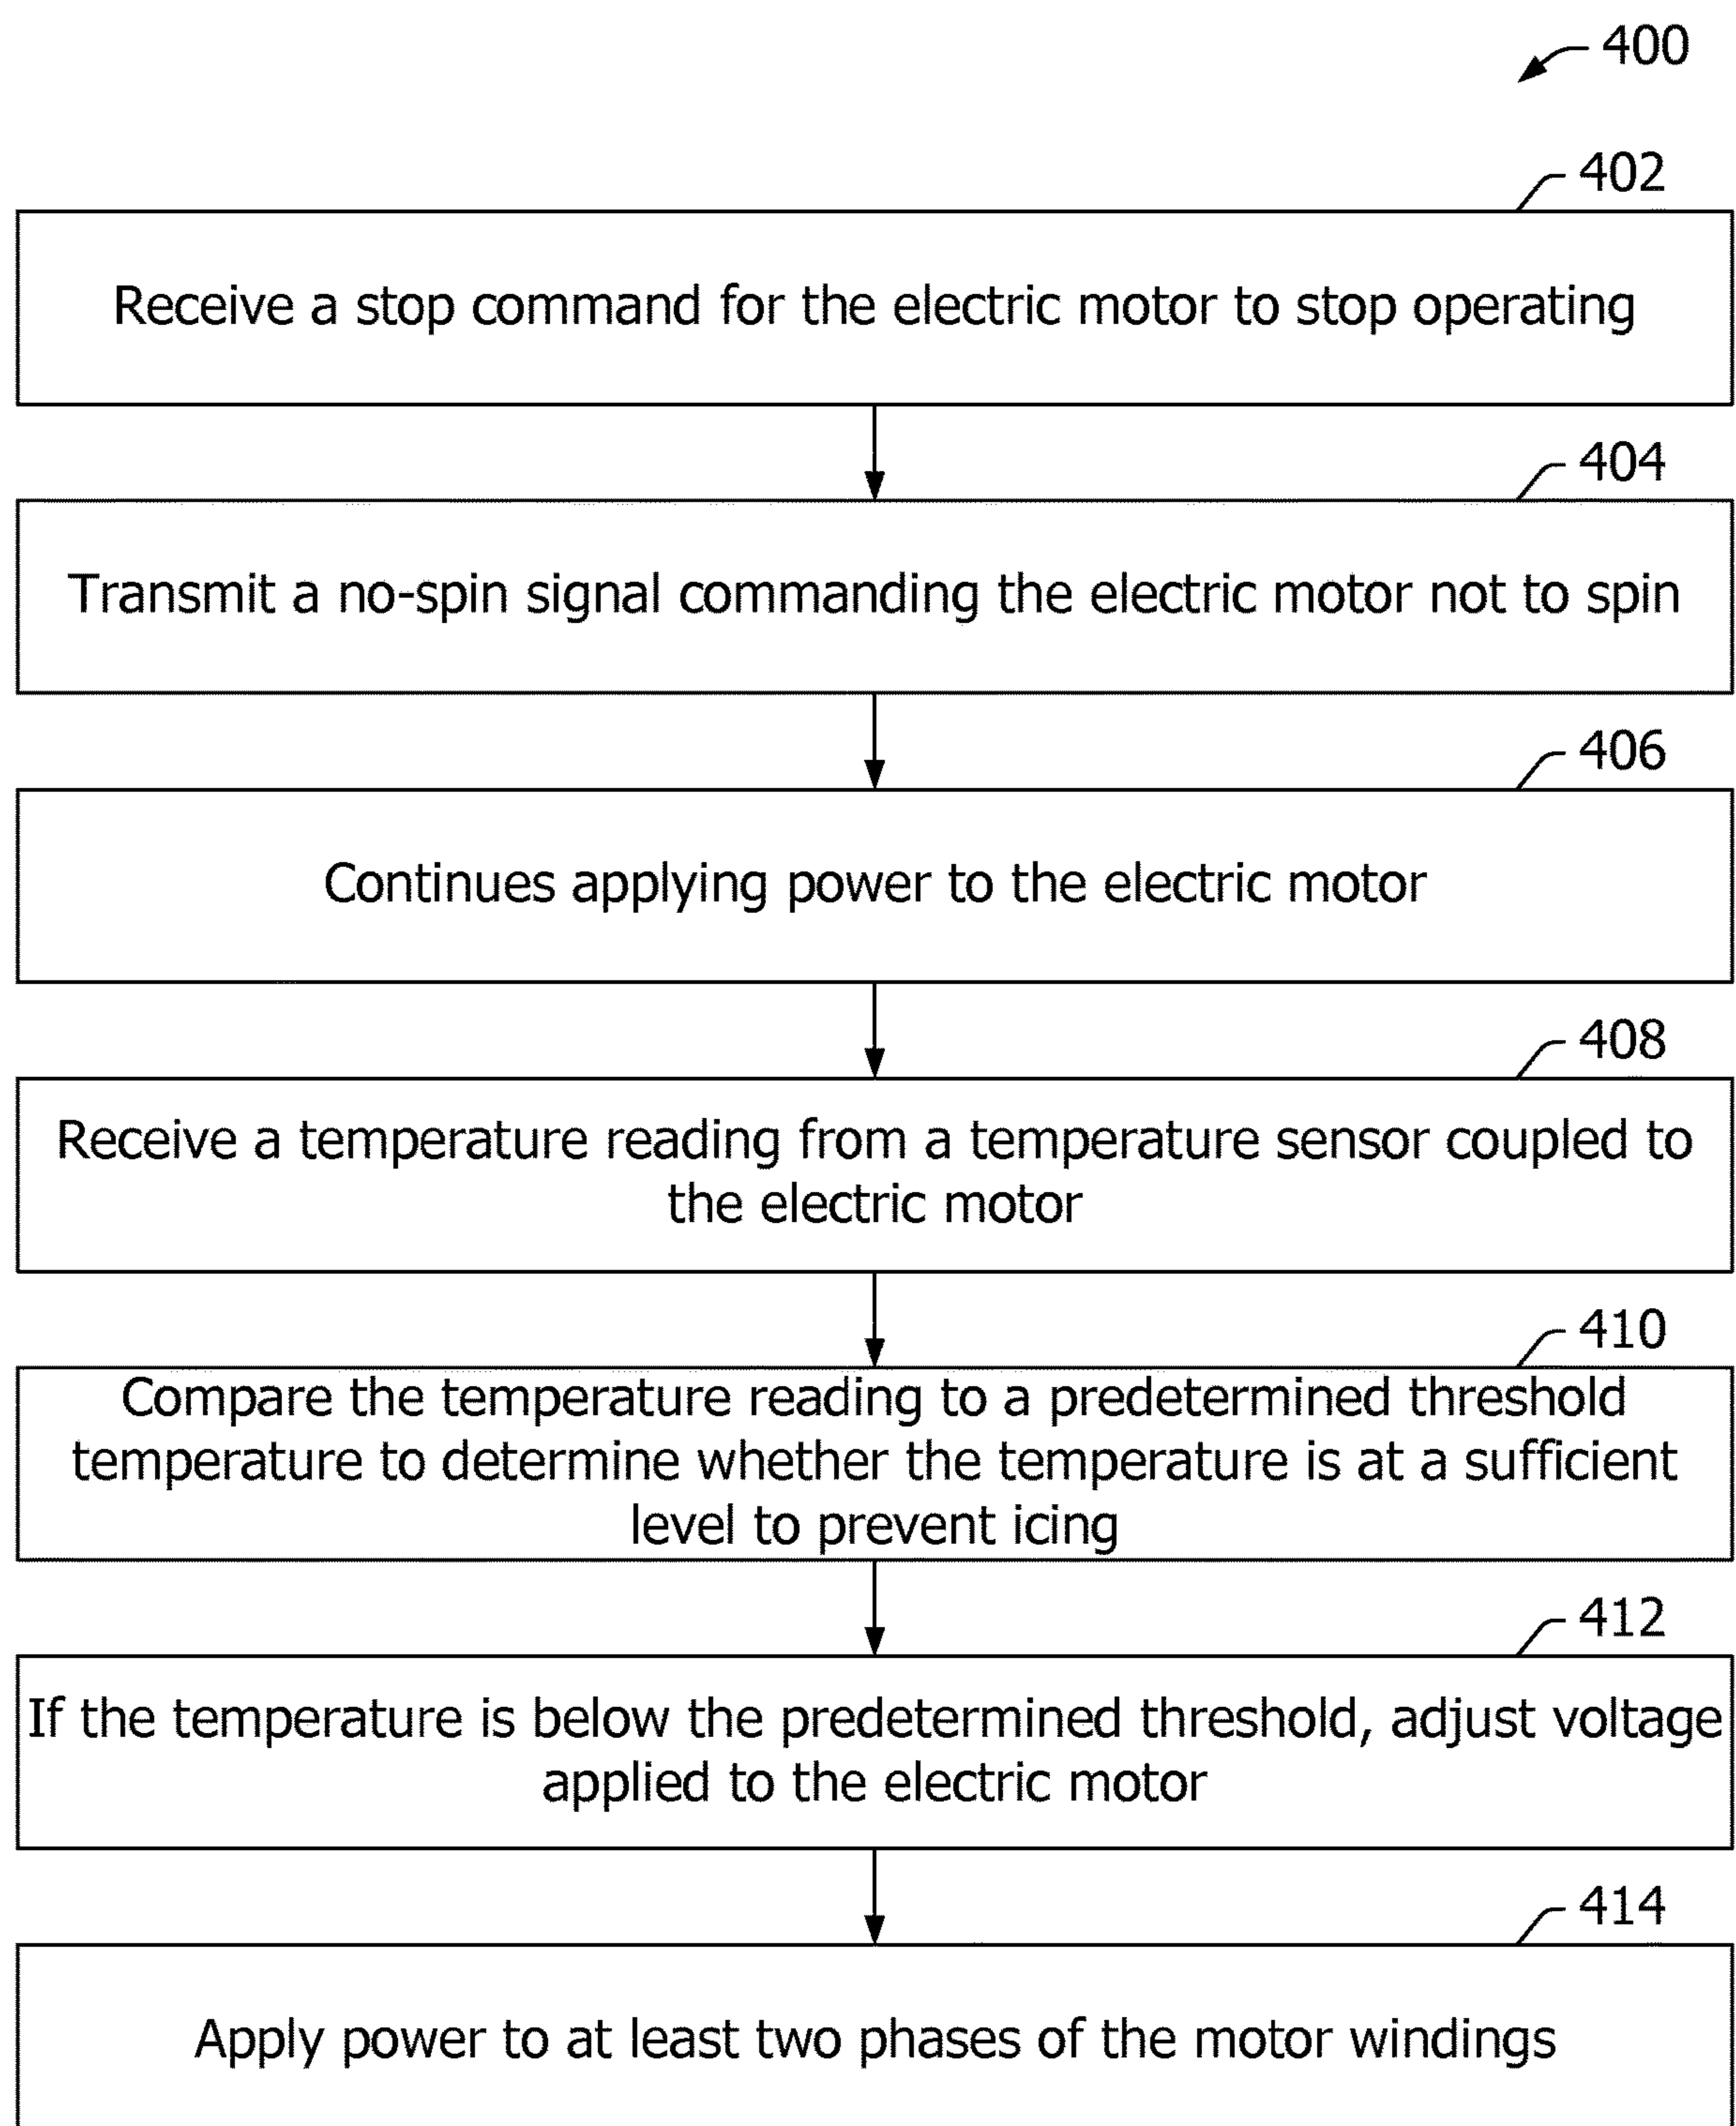 400
402
Receive a stop command for the electric motor to stop operating
404
Transmit a no-spin signal commanding the electric motor not to spin
406
Continues applying power to the electric motor
408
Receive a temperature reading from a temperature sensor coupled to
the electric motor
410
Compare the temperature reading to a predetermined threshold
temperature to determine whether the temperature is at a sufficient
level to prevent icing
412
If the temperature is below the predetermined threshold, adjust voltage
applied to the electric motor
414
Apply power to at least two phases of the motor windings